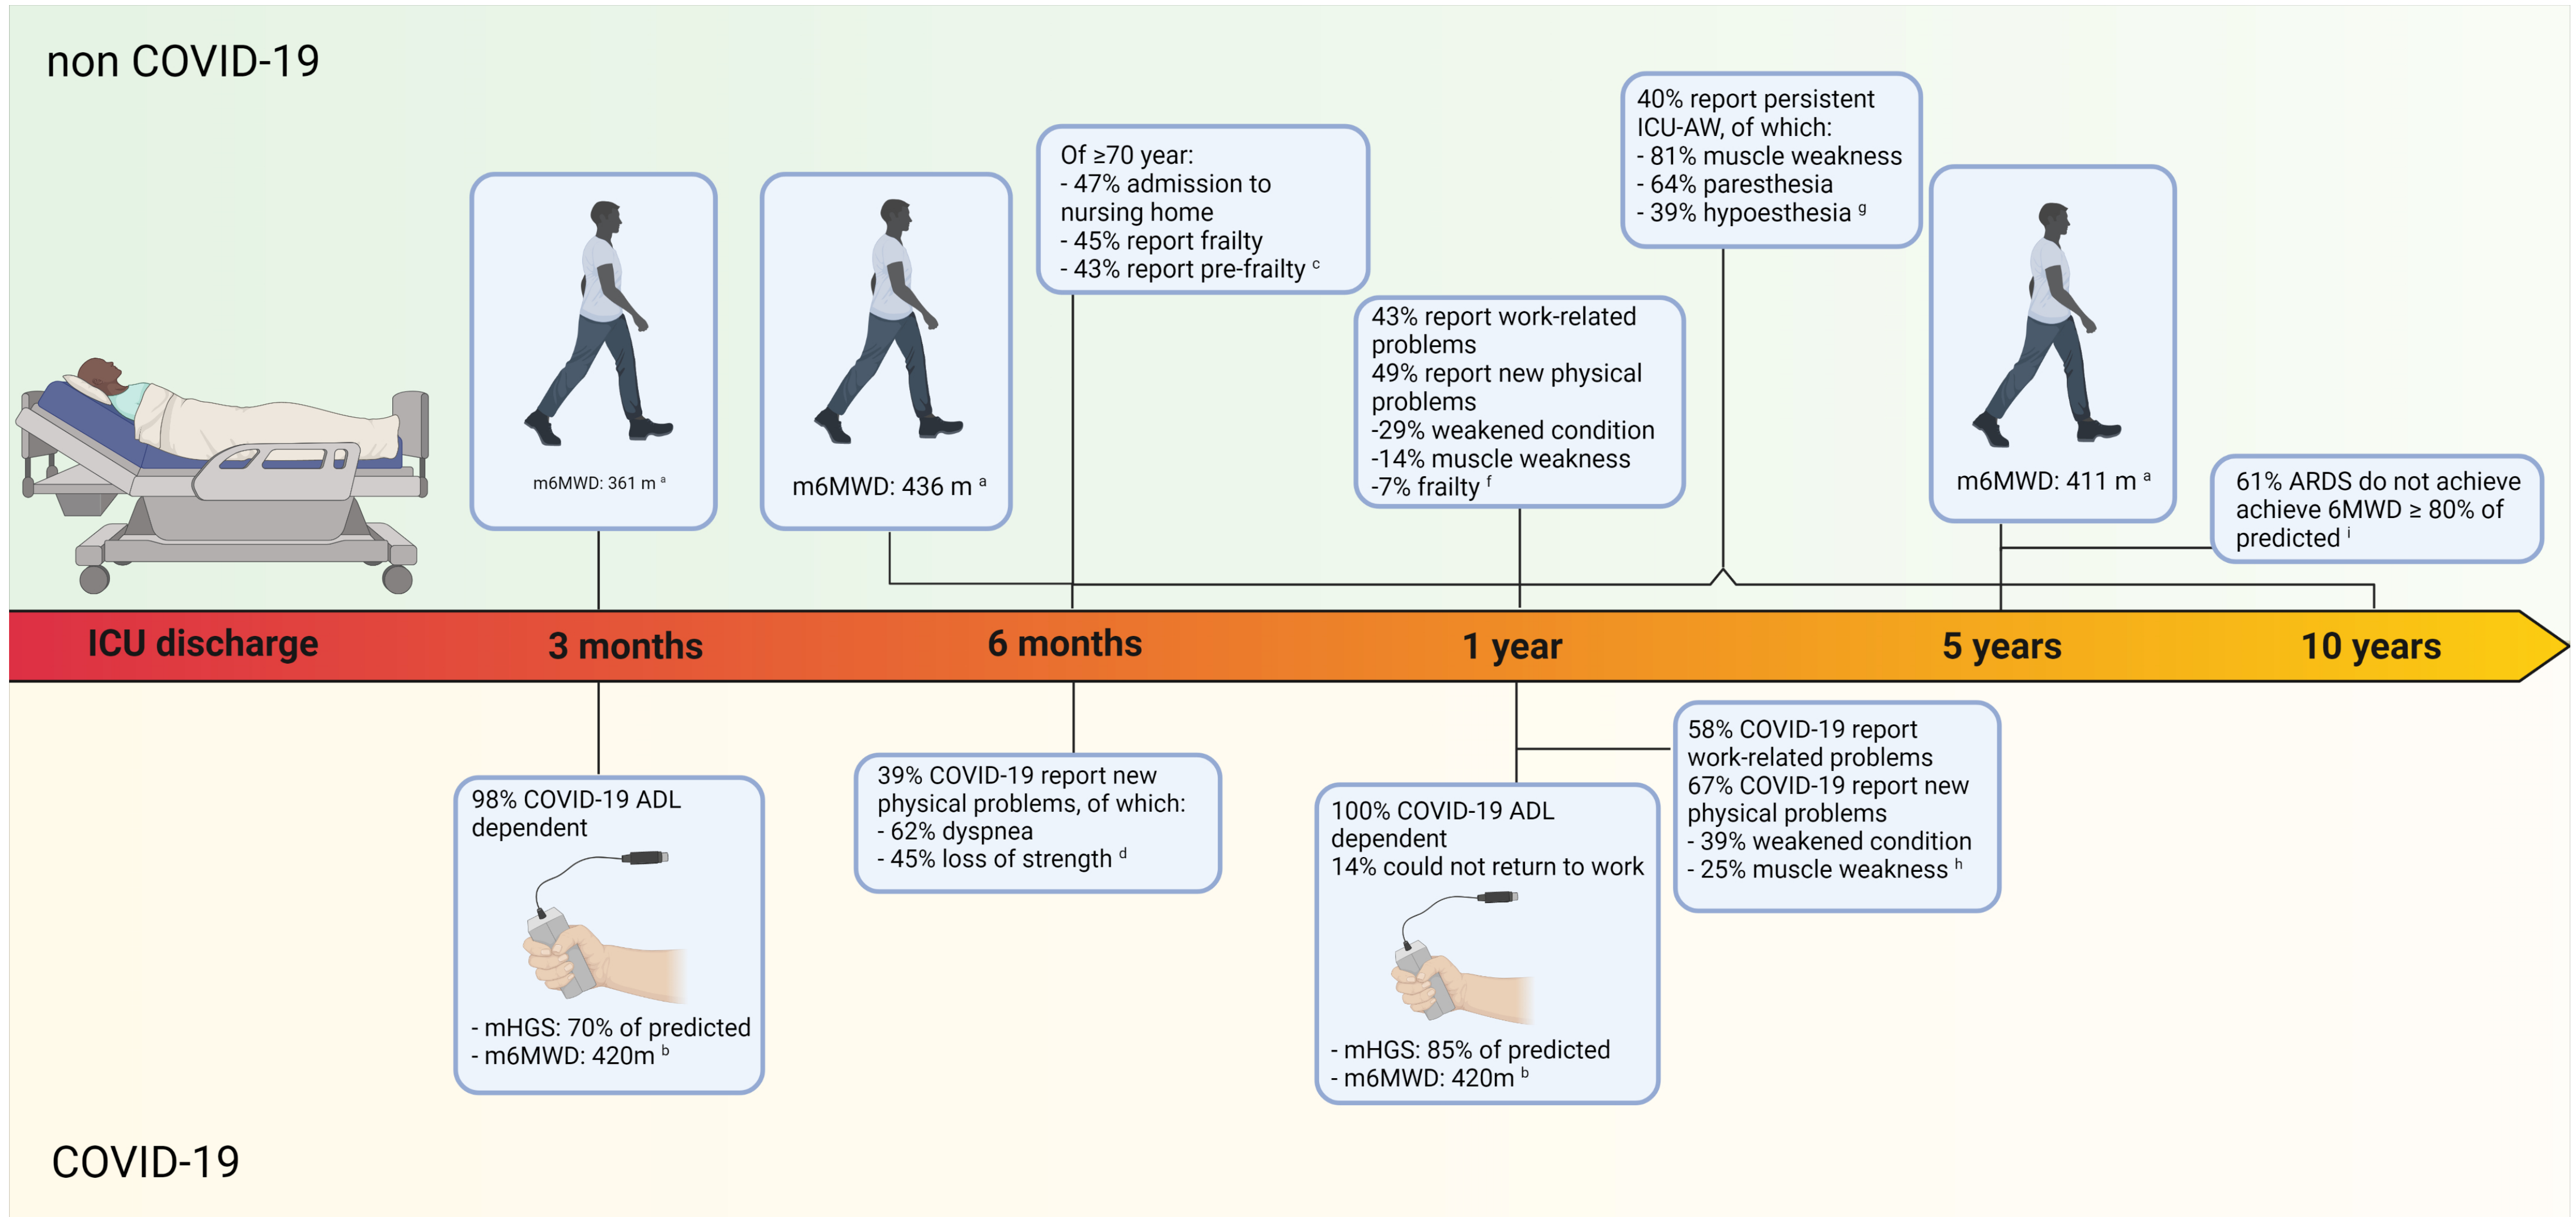 non COVID-19
m6MWD: 361 m ᵃ
m6MWD: 436 m ᵃ
Of ≥70 year:
- 47% admission to
nursing home
- 45% report frailty
- 43% report pre-frailty ᶜ
43% report work-related
problems
49% report new physical
problems
-29% weakened condition
-14% muscle weakness
-7% frailty ᶠ
40% report persistent
ICU-AW, of which:
- 81% muscle weakness
- 64% paresthesia
- 39% hypoesthesia ᵍ
m6MWD: 411 m ᵃ
61% ARDS do not achieve
achieve 6MWD ≥ 80% of
predicted ⁱ
ICU discharge
3 months
6 months
1 year
5 years
10 years
98% COVID-19 ADL
dependent
- mHGS: 70% of predicted
- m6MWD: 420m ᵇ
39% COVID-19 report new
physical problems, of which:
- 62% dyspnea
- 45% loss of strength ᵈ
100% COVID-19 ADL
dependent
14% could not return to work
- mHGS: 85% of predicted
- m6MWD: 420m ᵇ
58% COVID-19 report
work-related problems
67% COVID-19 report new
physical problems
- 39% weakened condition
- 25% muscle weakness ʰ
COVID-19